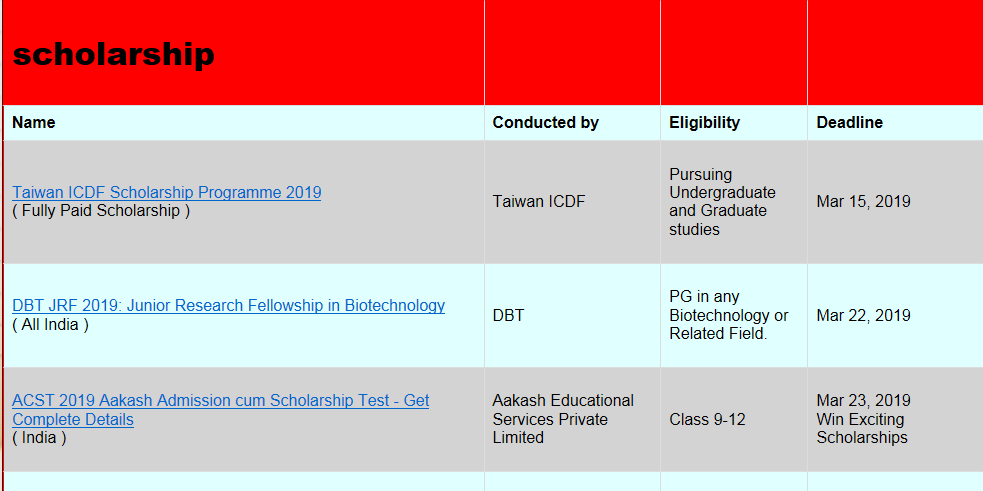 scholarship
Name Conducted by Eligibility Deadline
Taiwan ICDF Scholarship Programme 2019
( Fully Paid Scholarship )
Taiwan ICDF
Pursuing
Undergraduate
and Graduate
studies
Mar 15, 2019
DBT JRF 2019: Junior Research Fellowship in Biotechnology
( All India )
DBT
PG in any
Biotechnology or
Related Field.
Mar 22, 2019
ACST 2019 Aakash Admission cum Scholarship Test - Get
Complete Details
( India )
Aakash Educational
Services Private
Limited
Class 9-12
Mar 23, 2019
Win Exciting
Scholarships